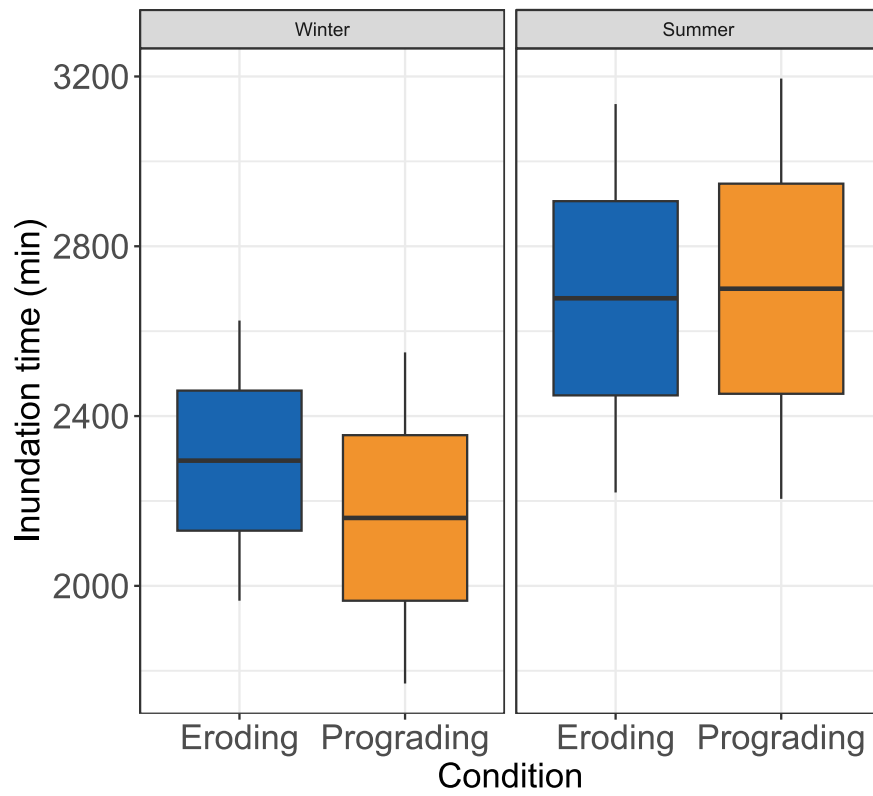 Winter
Summer
Inundation time (min)
3200
2800
2400
2000
Eroding
Prograding
Eroding
Prograding
Condition